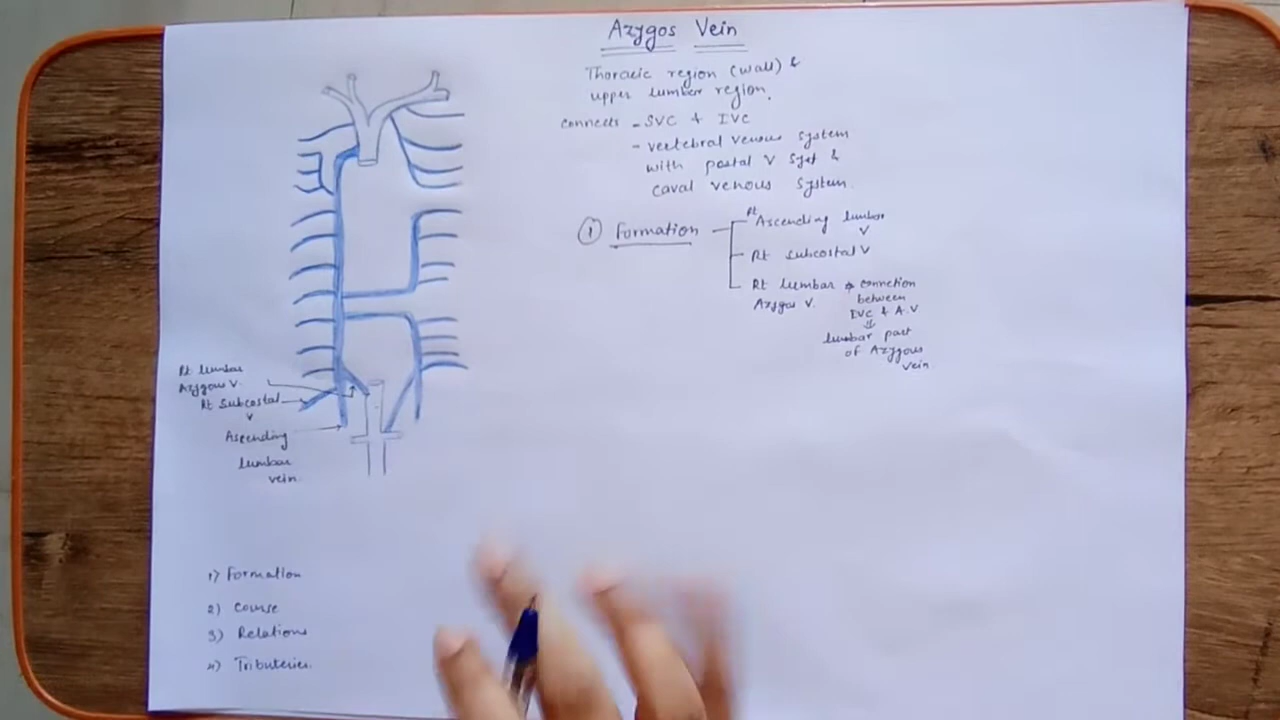 Azygos Vein
Thoracic region (wall) &
upper lumbar region.
connects - SVC & IVC
- vertebral venous system
with portal V syst &
caval venous system.
① Formation
Rt Ascending lumbar
V
Rt subcostal V
Rt lumbar
Azygos V.
connection
between
IVC & A.V
⇓
lumbar part
of Azygous
vein
Rt lumbar
Azygous V.
Rt Subcostal
V
Ascending
lumbar
vein
1) Formation
2) Course
3) Relations
4) Tributeries.